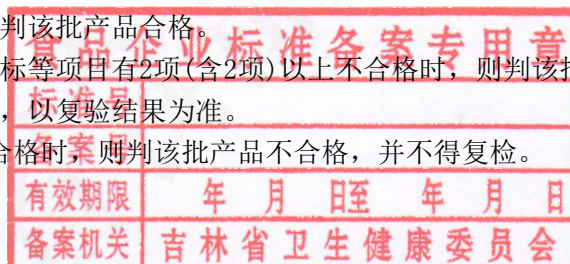 判该批产品合格。
食品企业标准备案专用章
标等项目有2项(含2项)以上不合格时，则判该批
标准号
，以复验结果为准。
备案号
合格时，则判该批产品不合格，并不得复检。
有效期限 年 月 日至 年 月 日
备案机关 吉林省卫生健康委员会